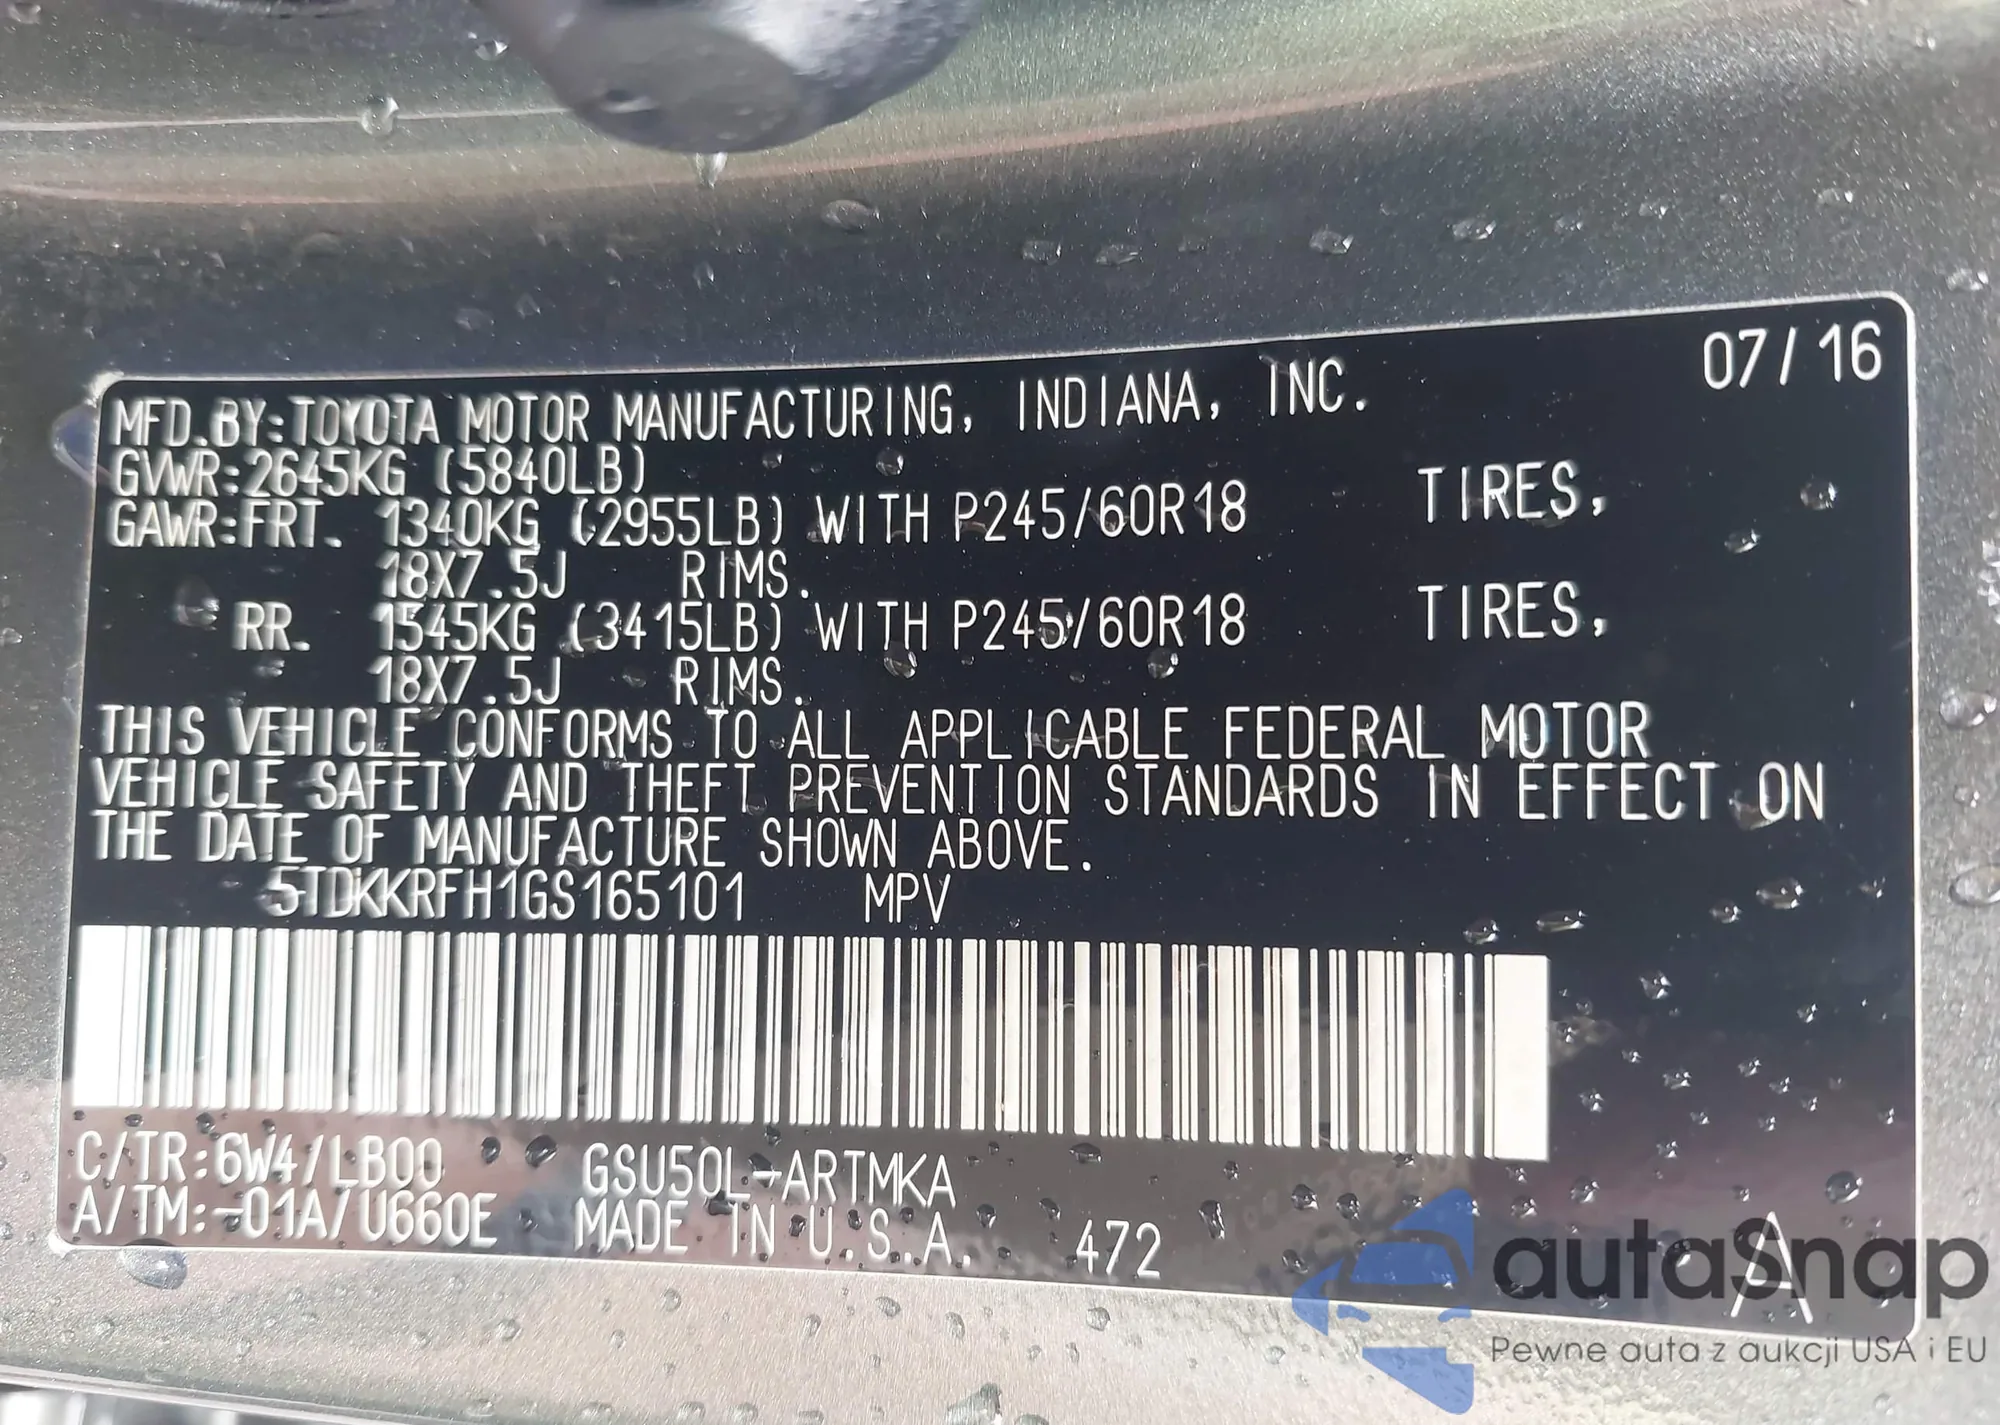 07/16
MFD.BY:TOYOTA MOTOR MANUFACTURING, INDIANA, INC.
GVWR:2645KG (5840LB)
GAWR:FRT. 1340KG (2955LB) WITH P245/60R18 TIRES,
18X7.5J RIMS.
RR. 1545KG (3415LB) WITH P245/60R18 TIRES,
18X7.5J RIMS.
THIS VEHICLE CONFORMS TO ALL APPLICABLE FEDERAL MOTOR
VEHICLE SAFETY AND THEFT PREVENTION STANDARDS IN EFFECT ON
THE DATE OF MANUFACTURE SHOWN ABOVE.
5TDKKRFH1GS165101 MPV
C/TR:6W4/LB00 GSU50L-ARTMKA
A/TM:-01A/U660E MADE IN U.S.A. 472 A
autaSnap
Pewne auta z aukcji USA i EU